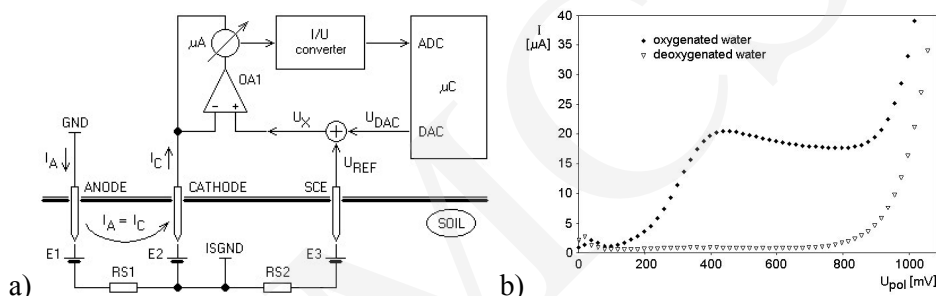 a)
μA
I/U
converter
ADC
μC
DAC
OA1
- +
GND
U_X
U_DAC
U_REF
I_A
I_C
ANODE
CATHODE
SCE
I_A = I_C
SOIL
E1
E2
ISGND
E3
RS1
RS2
b)
I
[μA]
40
35
30
25
20
15
10
5
0
oxygenated water
deoxygenated water
0 200 400 600 800 1000
U_pol [mV]